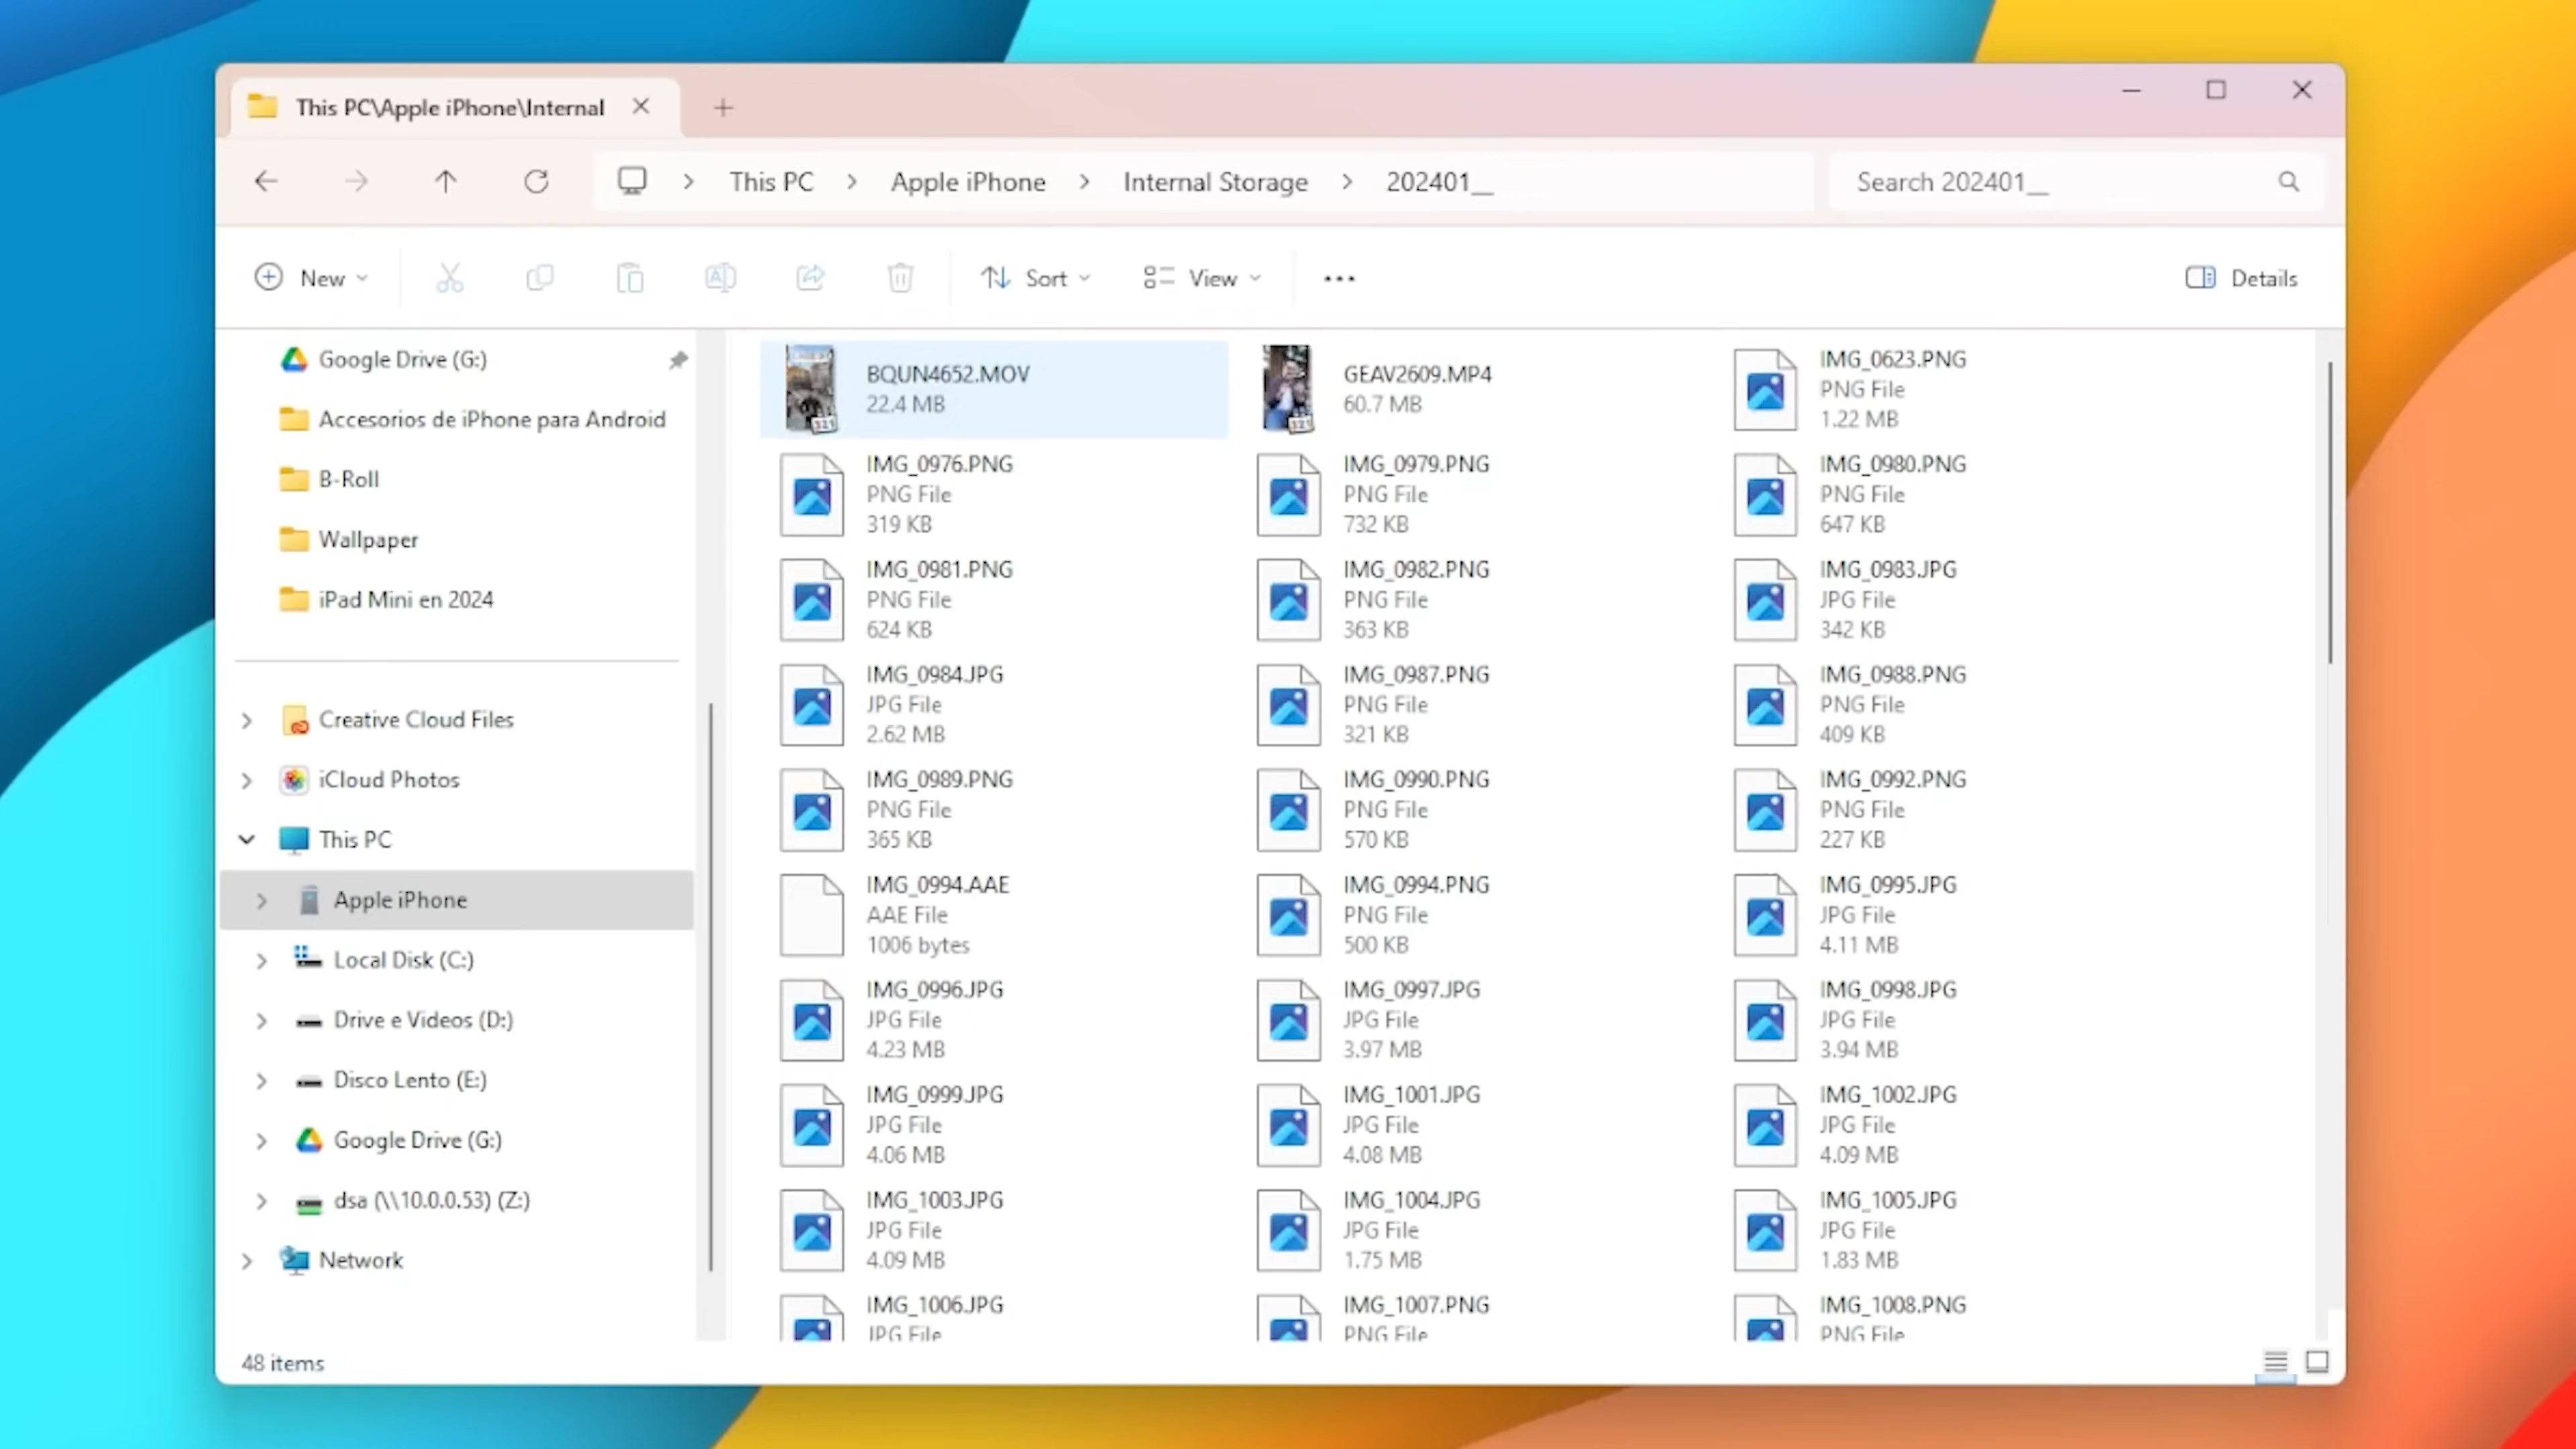 This PC\Apple iPhone\Internal
This PC
Apple iPhone
Internal Storage
202401__
Search 202401__
New
Sort
View
Details
Google Drive (G:)
Accesorios de iPhone para Android
B-Roll
Wallpaper
iPad Mini en 2024
Creative Cloud Files
iCloud Photos
This PC
Apple iPhone
Local Disk (C:)
Drive e Videos (D:)
Disco Lento (E:)
Google Drive (G:)
dsa (\\10.0.0.53) (Z:)
Network
BQUN4652.MOV
22.4 MB
GEAV2609.MP4
60.7 MB
IMG_0623.PNG
PNG File
1.22 MB
IMG_0976.PNG
PNG File
319 KB
IMG_0979.PNG
PNG File
732 KB
IMG_0980.PNG
PNG File
647 KB
IMG_0981.PNG
PNG File
624 KB
IMG_0982.PNG
PNG File
363 KB
IMG_0983.JPG
JPG File
342 KB
IMG_0984.JPG
JPG File
2.62 MB
IMG_0987.PNG
PNG File
321 KB
IMG_0988.PNG
PNG File
409 KB
IMG_0989.PNG
PNG File
365 KB
IMG_0990.PNG
PNG File
570 KB
IMG_0992.PNG
PNG File
227 KB
IMG_0994.AAE
AAE File
1006 bytes
IMG_0994.PNG
PNG File
500 KB
IMG_0995.JPG
JPG File
4.11 MB
IMG_0996.JPG
JPG File
4.23 MB
IMG_0997.JPG
JPG File
3.97 MB
IMG_0998.JPG
JPG File
3.94 MB
IMG_0999.JPG
JPG File
4.06 MB
IMG_1001.JPG
JPG File
4.08 MB
IMG_1002.JPG
JPG File
4.09 MB
IMG_1003.JPG
JPG File
4.09 MB
IMG_1004.JPG
JPG File
1.75 MB
IMG_1005.JPG
JPG File
1.83 MB
IMG_1006.JPG
JPG File
IMG_1007.PNG
PNG File
IMG_1008.PNG
PNG File
48 items